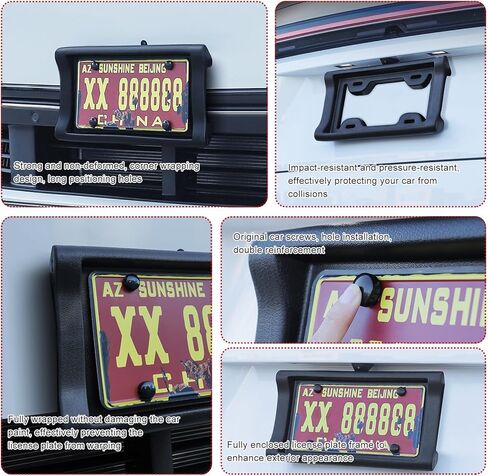 AZ SUNSHINE BEIJING
XX 888868
CHINA
Strong and non-deformed, corner wrapping
design, long positioning holes
Impact-resistant and pressure-resistant,
effectively protecting your car from
collisions
AZ SUNSHINE
XX 888
Fully wrapped without damaging the car
paint, effectively preventing the
license plate from warping
Original car screws, hole installation,
double reinforcement
AZ SUNSHI
AZ SUNSHINE BEIJING
XX 888868
Fully enclosed license plate frame to
enhance exterior appearance